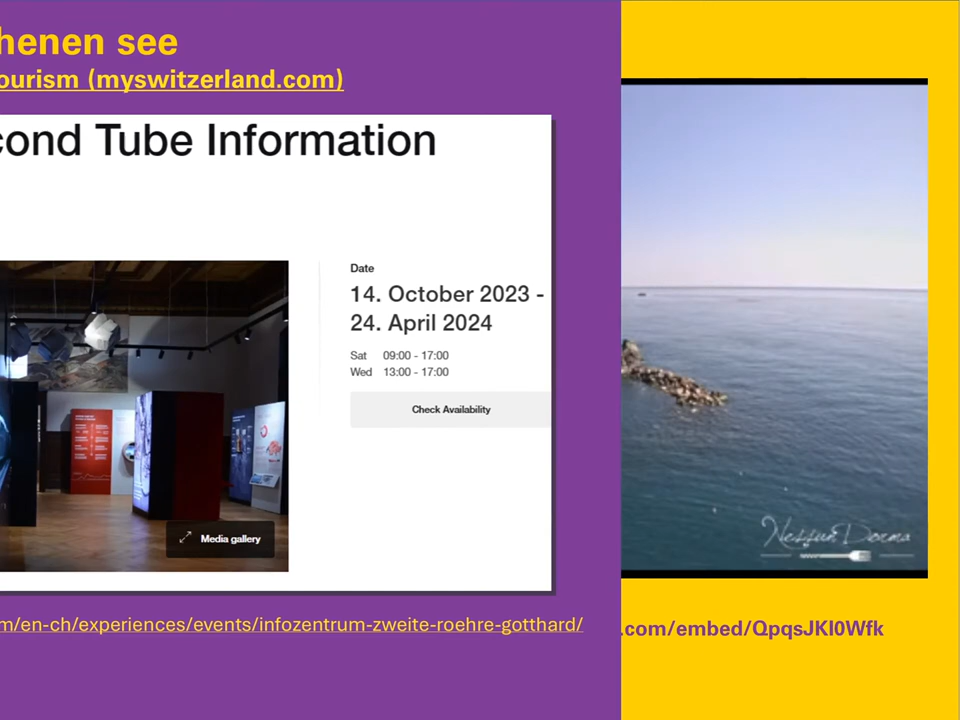 henen see
ourism (myswitzerland.com)
cond Tube Information
Date
14. October 2023 -
24. April 2024
Sat 09:00 - 17:00
Wed 13:00 - 17:00
Check Availability
Media gallery
Nessun Dorma
m/en-ch/experiences/events/infozentrum-zweite-roehre-gotthard/
.com/embed/QpqsJKI0Wfk